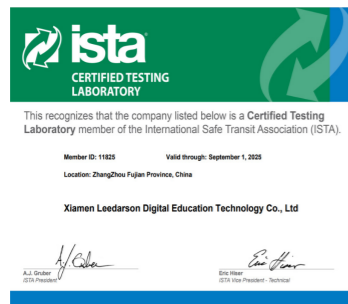 ista
CERTIFIED TESTING
LABORATORY
This recognizes that the company listed below is a Certified Testing
Laboratory member of the International Safe Transit Association (ISTA).
Member ID: 11825 Valid through: September 1, 2025
Location: ZhangZhou Fujian Province, China
Xiamen Leedarson Digital Education Technology Co., Ltd
A.J. Gruber Eric Hiser
ISTA President ISTA Vice President - Technical